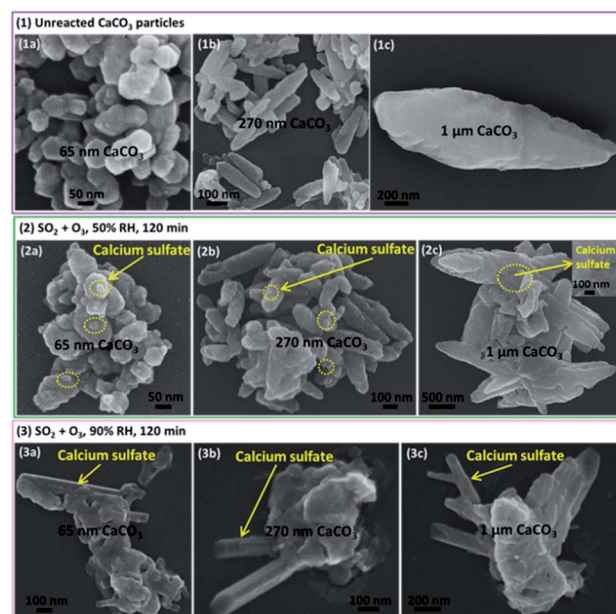 (1) Unreacted CaCO₃ particles
(1a)
65 nm CaCO₃
50 nm
(1b)
270 nm CaCO₃
100 nm
(1c)
1 µm CaCO₃
200 nm
(2) SO₂ + O₃, 50% RH, 120 min
(2a)
Calcium sulfate
65 nm CaCO₃
50 nm
(2b)
Calcium sulfate
270 nm CaCO₃
100 nm
(2c)
Calcium
sulfate
100 nm
1 µm CaCO₃
500 nm
(3) SO₂ + O₃, 90% RH, 120 min
(3a)
Calcium sulfate
65 nm CaCO₃
100 nm
(3b)
Calcium sulfate
270 nm CaCO₃
100 nm
(3c)
Calcium sulfate
1 µm CaCO₃
200 nm